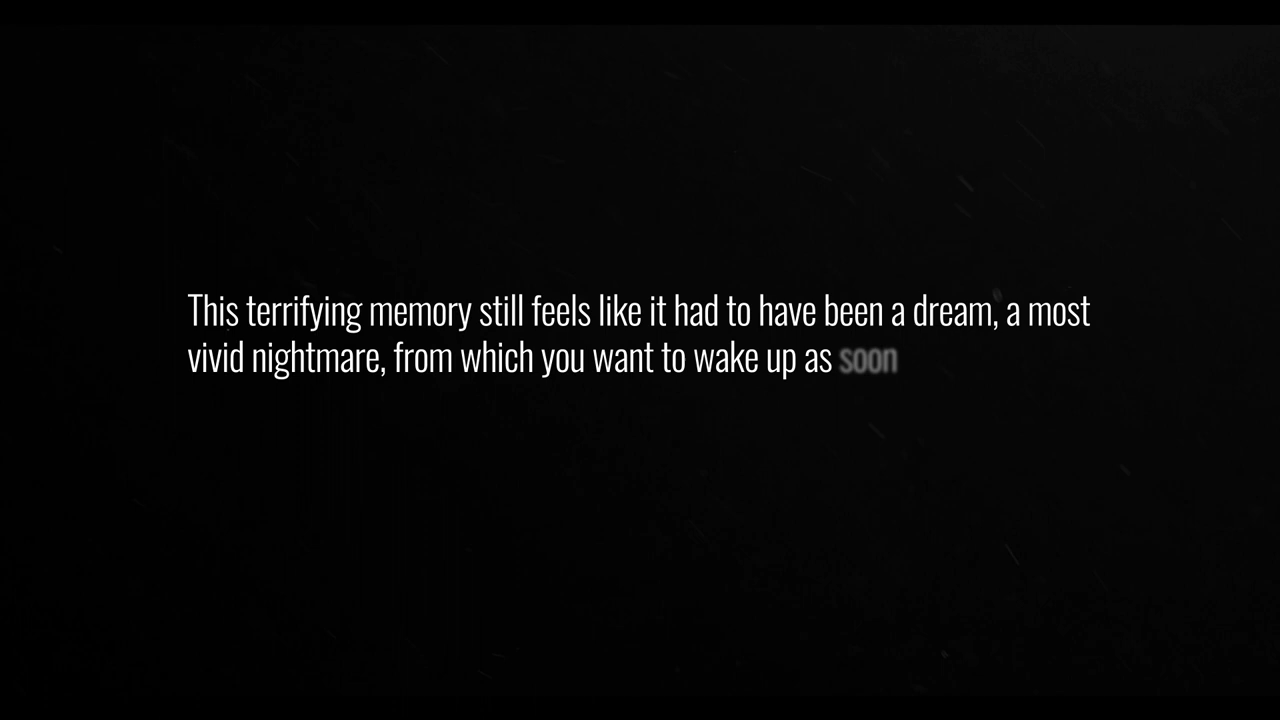 This terrifying memory still feels like it had to have been a dream, a most
vivid nightmare, from which you want to wake up as soon